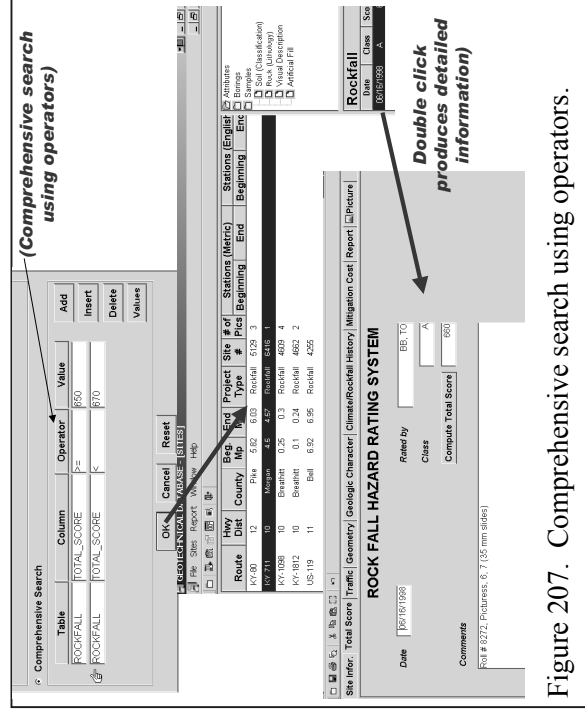 (Comprehensive search using operators)
Comprehensive Search
Table Column Operator Value
ROCKFALL TOTAL_SCORE >= 650
ROCKFALL TOTAL_SCORE < 670
Add
Insert
Delete
Values
OK Cancel Reset
GEOTECHNICAL DATABASE - [SITES]
File Sites Report Window Help
Route Hwy Dist County Beg. Mp End Project Type Site # # of Pics Stations (Metric) Beginning End Stations (English Beginning End
KY-80 12 Pike 5.82 6.03 Rockfall 5129 3
KY-711 10 Morgan 4.5 4.57 Rockfall 6416 1
KY-1098 10 Breathitt 0.25 0.3 Rockfall 4609 4
KY-1812 10 Breathitt 0.1 0.24 Rockfall 4662 2
US-119 11 Bell 6.92 6.95 Rockfall 4255
Attributes
Borings
Samples
Soil (Classification)
Rock (Lithology)
Visual Description
Artificial Fill
Rockfall
Date Class Sco
06/16/1998 A
Double click produces detailed information)
Site Infor. Total Score Traffic Geometry Geologic Character Climate/Rockfall History Mitigation Cost Report Picture
ROCK FALL HAZARD RATING SYSTEM
Date 06/16/1998 Rated by BB, TO
Class A
Compute Total Score 660
Comments
Roll # 8272, Picturess, 6, 7 [35 mm slides]
Figure 207. Comprehensive search using operators.